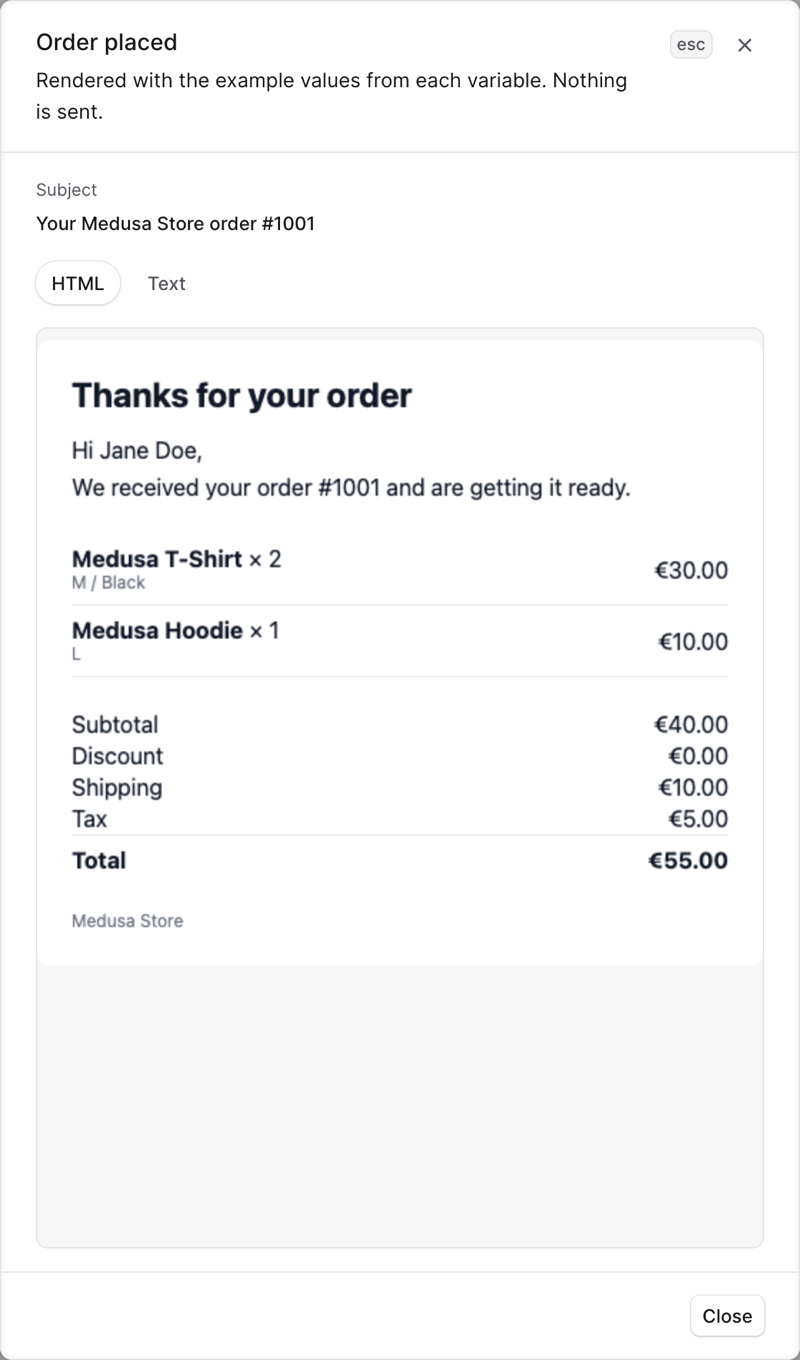 Order placed
esc
Rendered with the example values from each variable. Nothing
is sent.
Subject
Your Medusa Store order #1001
HTML Text
Thanks for your order
Hi Jane Doe,
We received your order #1001 and are getting it ready.
Medusa T-Shirt × 2
M / Black
€30.00
Medusa Hoodie × 1
L
€10.00
Subtotal €40.00
Discount €0.00
Shipping €10.00
Tax €5.00
Total €55.00
Medusa Store
Close